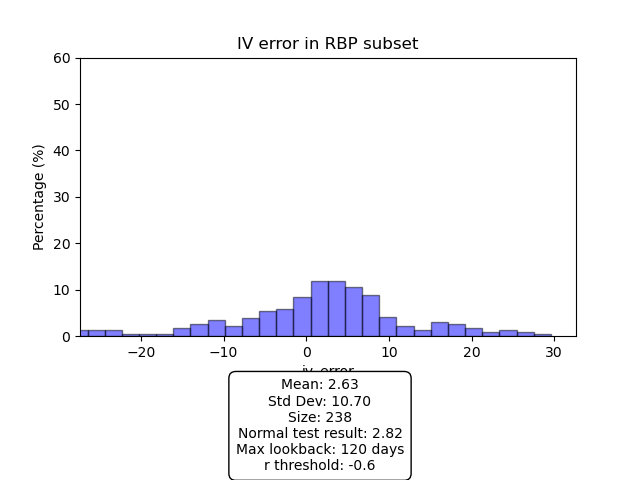 IV error in RBP subset
60
50
40
30
20
10
0
Percentage (%)
−20
−10
0
10
20
30
iv_error
Mean: 2.63
Std Dev: 10.70
Size: 238
Normal test result: 2.82
Max lookback: 120 days
r threshold: -0.6